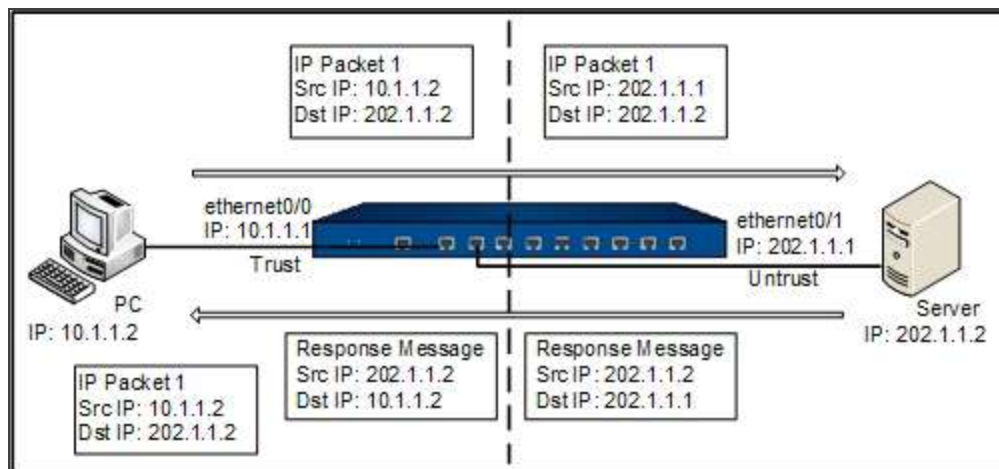 IP Packet 1
Src IP: 10.1.1.2
Dst IP: 202.1.1.2
IP Packet 1
Src IP: 202.1.1.1
Dst IP: 202.1.1.2
ethernet0/0
IP: 10.1.1.1
Trust
ethernet0/1
IP: 202.1.1.1
Untrust
PC
IP: 10.1.1.2
Server
IP: 202.1.1.2
Response Message
Src IP: 202.1.1.2
Dst IP: 10.1.1.2
Response Message
Src IP: 202.1.1.2
Dst IP: 202.1.1.1
IP Packet 1
Src IP: 10.1.1.2
Dst IP: 202.1.1.2